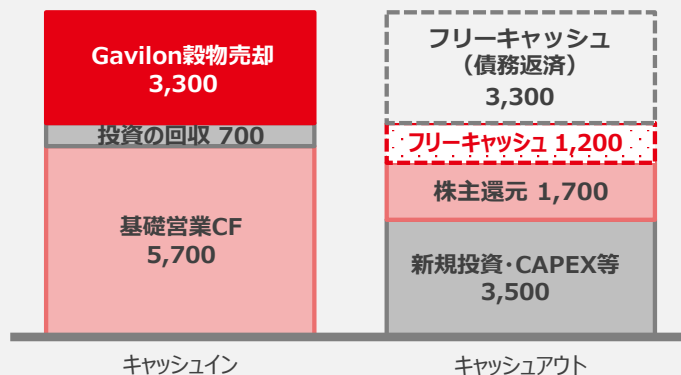 Gavilon穀物売却
3,300
投資の回収 700
基礎営業CF
5,700
キャッシュイン
フリーキャッシュ
（債務返済）
3,300
フリーキャッシュ 1,200
株主還元 1,700
新規投資・CAPEX等
3,500
キャッシュアウト